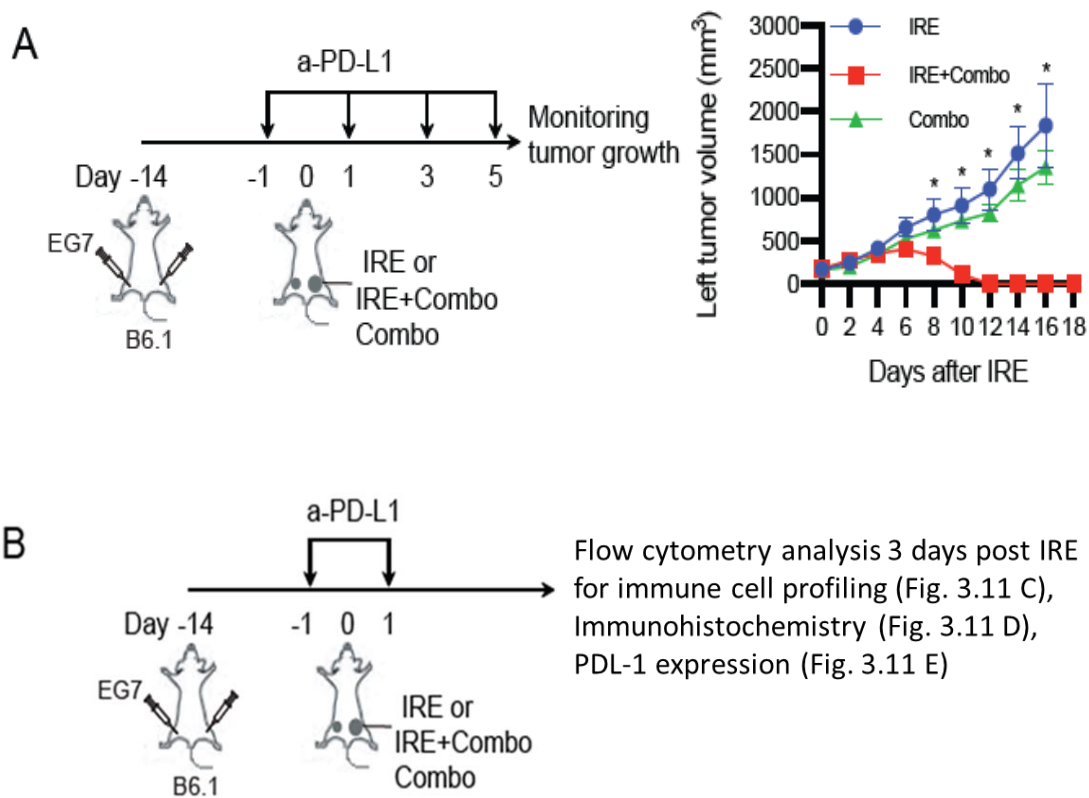 A
a-PD-L1
Monitoring
tumor growth
Day -14 -1 0 1 3 5
EG7
B6.1
IRE or
IRE+Combo
Combo
Left tumor volume (mm³)
3000
2500
2000
1500
1000
500
0
IRE
IRE+Combo
Combo
* * * * *
0 2 4 6 8 10 12 14 16 18
Days after IRE
B
a-PD-L1
Day -14 -1 0 1
EG7
B6.1
IRE or
IRE+Combo
Combo
Flow cytometry analysis 3 days post IRE
for immune cell profiling (Fig. 3.11 C),
Immunohistochemistry (Fig. 3.11 D),
PDL-1 expression (Fig. 3.11 E)